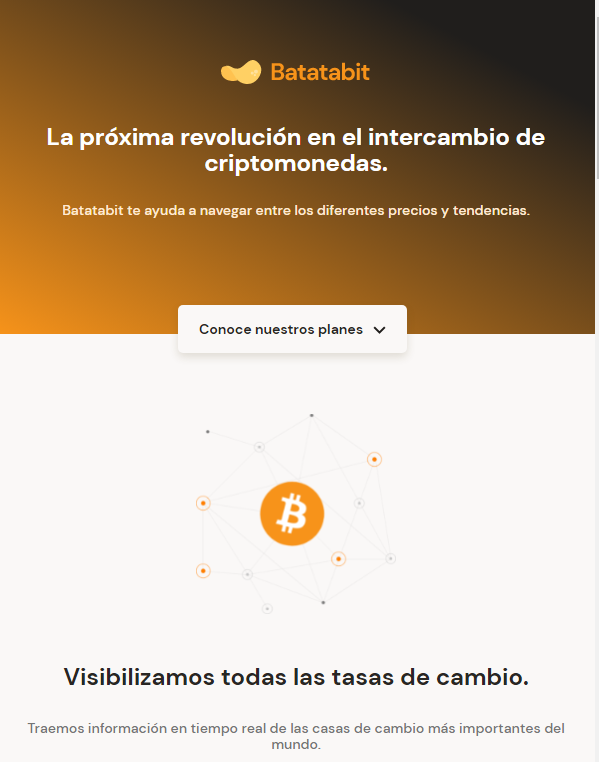 Batatabit
La próxima revolución en el intercambio de
criptomonedas.
Batatabit te ayuda a navegar entre los diferentes precios y tendencias.
Conoce nuestros planes
Visibilizamos todas las tasas de cambio.
Traemos información en tiempo real de las casas de cambio más importantes del
mundo.